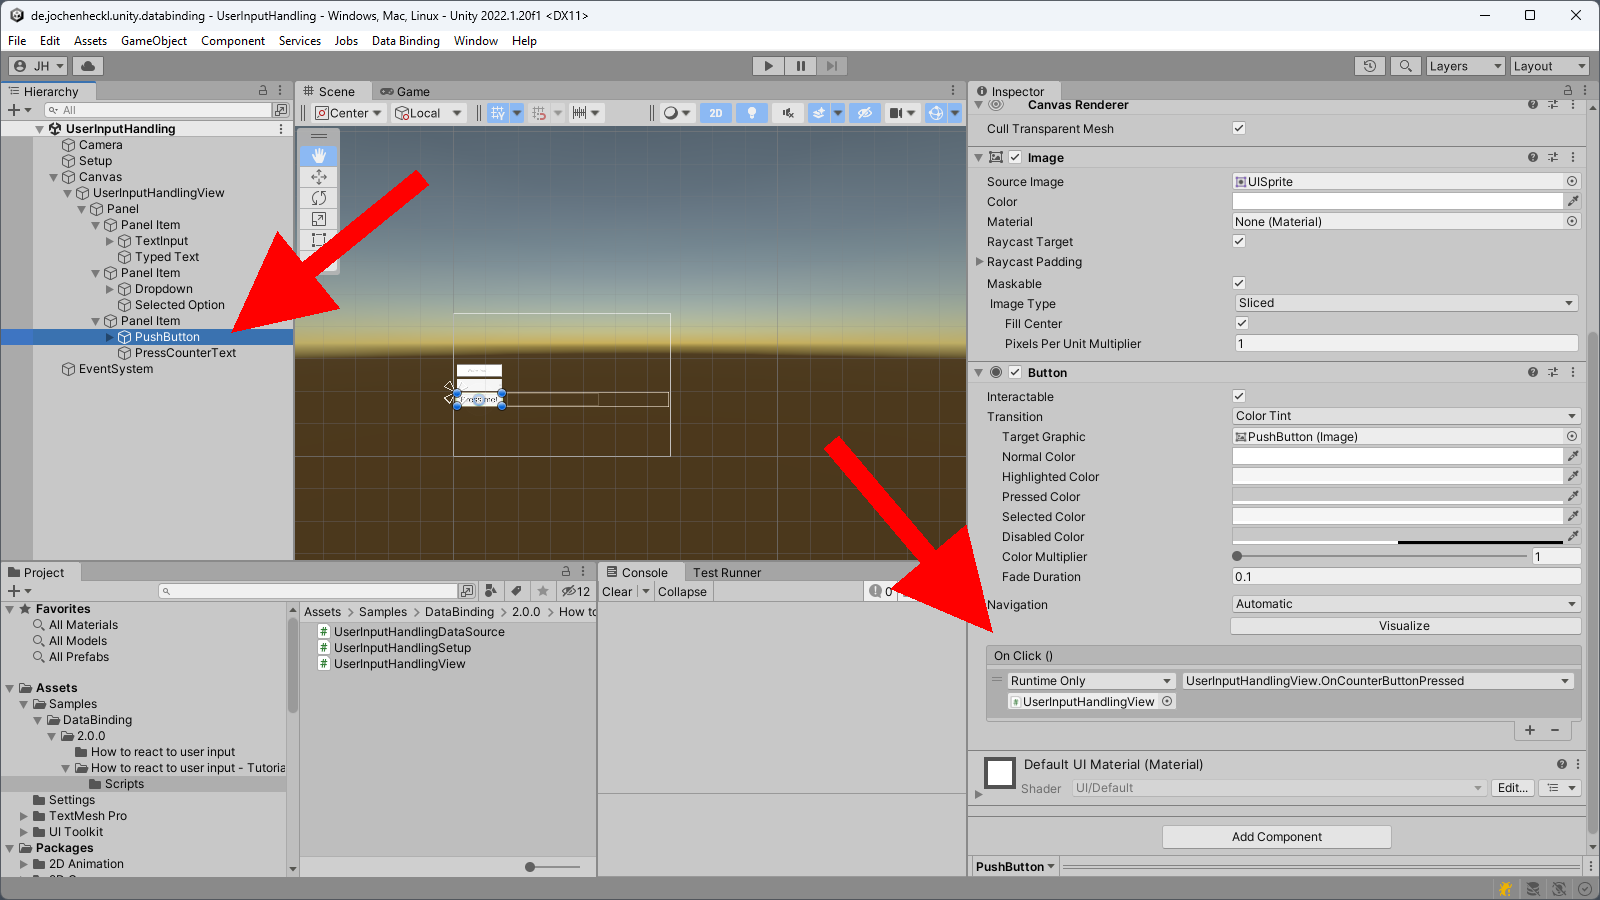 de.jochenheckl.unity.databinding - UserInputHandling - Windows, Mac, Linux - Unity 2022.1.20f1 <DX11>
File Edit Assets GameObject Component Services Jobs Data Binding Window Help
JH
Layers
Layout
Hierarchy
All
UserInputHandling
Camera
Setup
Canvas
UserInputHandlingView
Panel
Panel Item
TextInput
Typed Text
Panel Item
Dropdown
Selected Option
Panel Item
PushButton
PressCounterText
EventSystem
Scene
Game
Center
Local
2D
Press me!
Inspector
Canvas Renderer
Cull Transparent Mesh
Image
Source Image UISprite
Color
Material None (Material)
Raycast Target
Raycast Padding
Maskable
Image Type Sliced
Fill Center
Pixels Per Unit Multiplier 1
Button
Interactable
Transition Color Tint
Target Graphic PushButton (Image)
Normal Color
Highlighted Color
Pressed Color
Selected Color
Disabled Color
Color Multiplier 1
Fade Duration 0.1
Navigation Automatic
Visualize
On Click ()
Runtime Only UserInputHandlingView.OnCounterButtonPressed
UserInputHandlingView
+ −
Default UI Material (Material)
Shader UI/Default Edit...
Add Component
PushButton
Project
12
Favorites
All Materials
All Models
All Prefabs
Assets
Samples
DataBinding
2.0.0
How to react to user input
How to react to user input - Tutoria
Scripts
Settings
TextMesh Pro
UI Toolkit
Packages
2D Animation
Assets > Samples > DataBinding > 2.0.0 > How to
UserInputHandlingDataSource
UserInputHandlingSetup
UserInputHandlingView
Console
Test Runner
Clear Collapse
0